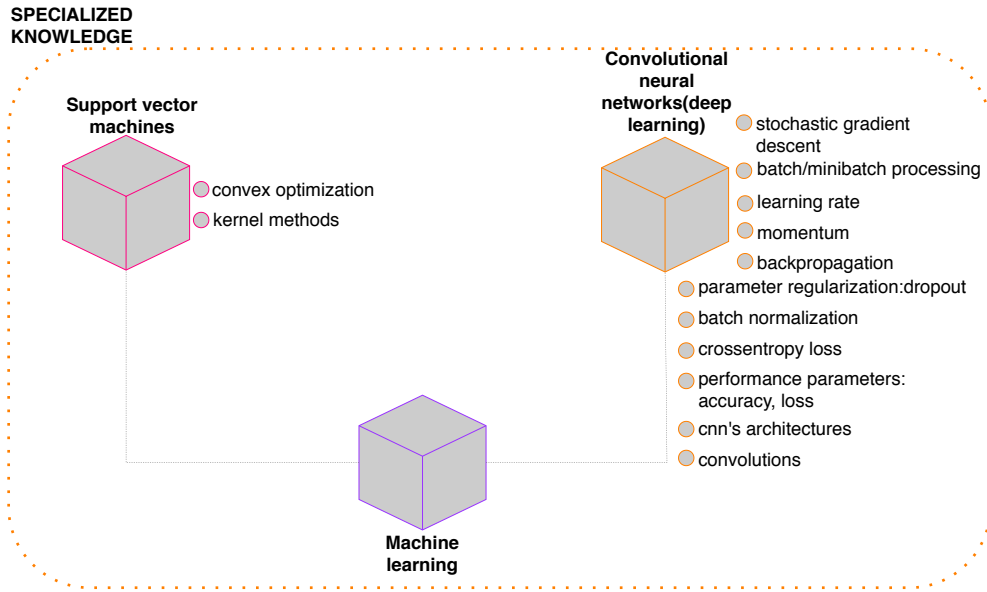 SPECIALIZED
KNOWLEDGE
Support vector
machines
convex optimization
kernel methods
Convolutional
neural
networks(deep
learning)
stochastic gradient
descent
batch/minibatch processing
learning rate
momentum
backpropagation
parameter regularization:dropout
batch normalization
crossentropy loss
performance parameters:
accuracy, loss
cnn's architectures
convolutions
Machine
learning